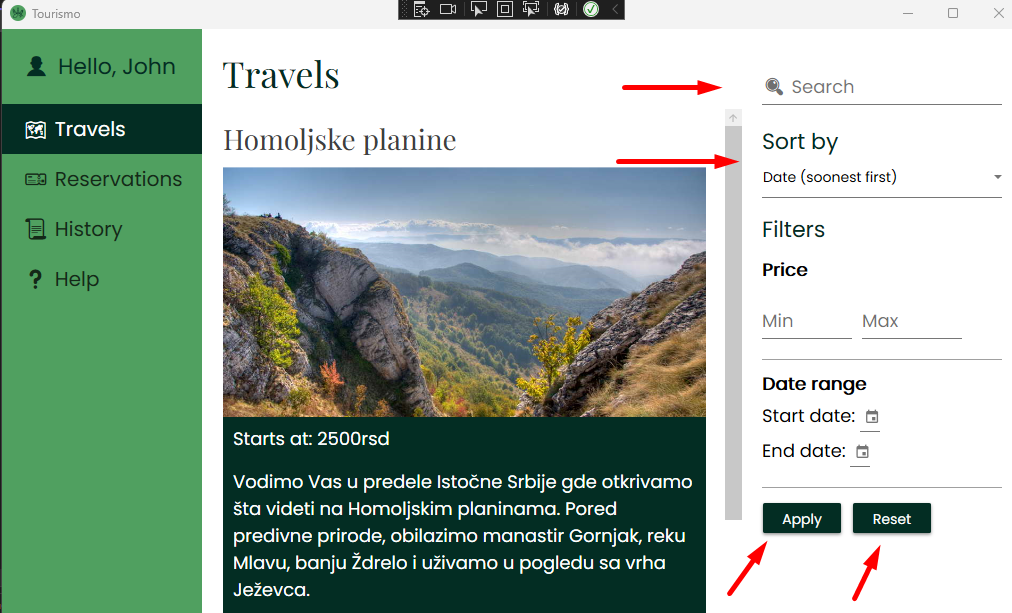 Tourismo
Hello, John
Travels
Reservations
History
Help
Travels
Homoljske planine
Starts at: 2500rsd
Vodimo Vas u predele Istočne Srbije gde otkrivamo
šta videti na Homoljskim planinama. Pored
predivne prirode, obilazimo manastir Gornjak, reku
Mlavu, banju Ždrelo i uživamo u pogledu sa vrha
Ježevca.
Search
Sort by
Date (soonest first)
Filters
Price
Min Max
Date range
Start date:
End date:
Apply Reset